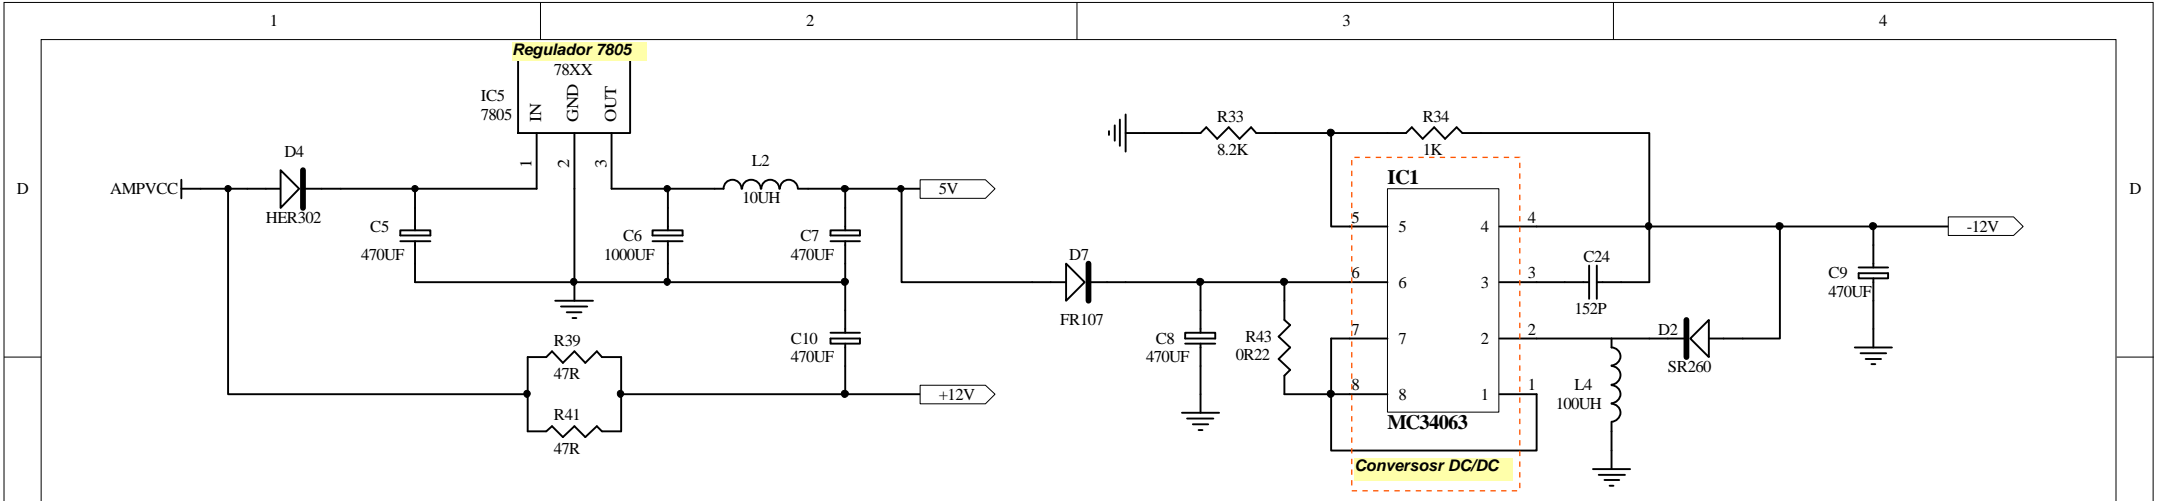 1 2 3 4
Regulador 7805
78XX
IC5
7805
IN
GND
OUT
1
2
3
D4
HER302
AMPVCC
D
C5
470UF
C6
1000UF
L2
10UH
C7
470UF
5V
C10
470UF
R39
47R
R41
47R
+12V
D7
FR107
C8
470UF
R43
0R22
R33
8.2K
R34
1K
IC1
5 5
6 6
7 7
8 8
4 4
3 3
2 2
1 1
MC34063
Conversosr DC/DC
C24
152P
D2
SR260
L4
100UH
C9
470UF
-12V
D